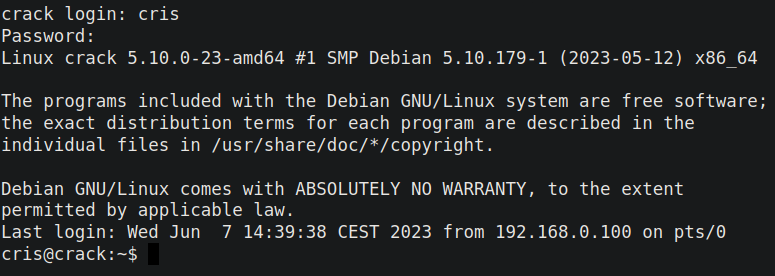 crack login: cris
Password:
Linux crack 5.10.0-23-amd64 #1 SMP Debian 5.10.179-1 (2023-05-12) x86_64

The programs included with the Debian GNU/Linux system are free software;
the exact distribution terms for each program are described in the
individual files in /usr/share/doc/*/copyright.

Debian GNU/Linux comes with ABSOLUTELY NO WARRANTY, to the extent
permitted by applicable law.
Last login: Wed Jun  7 14:39:38 CEST 2023 from 192.168.0.100 on pts/0
cris@crack:~$